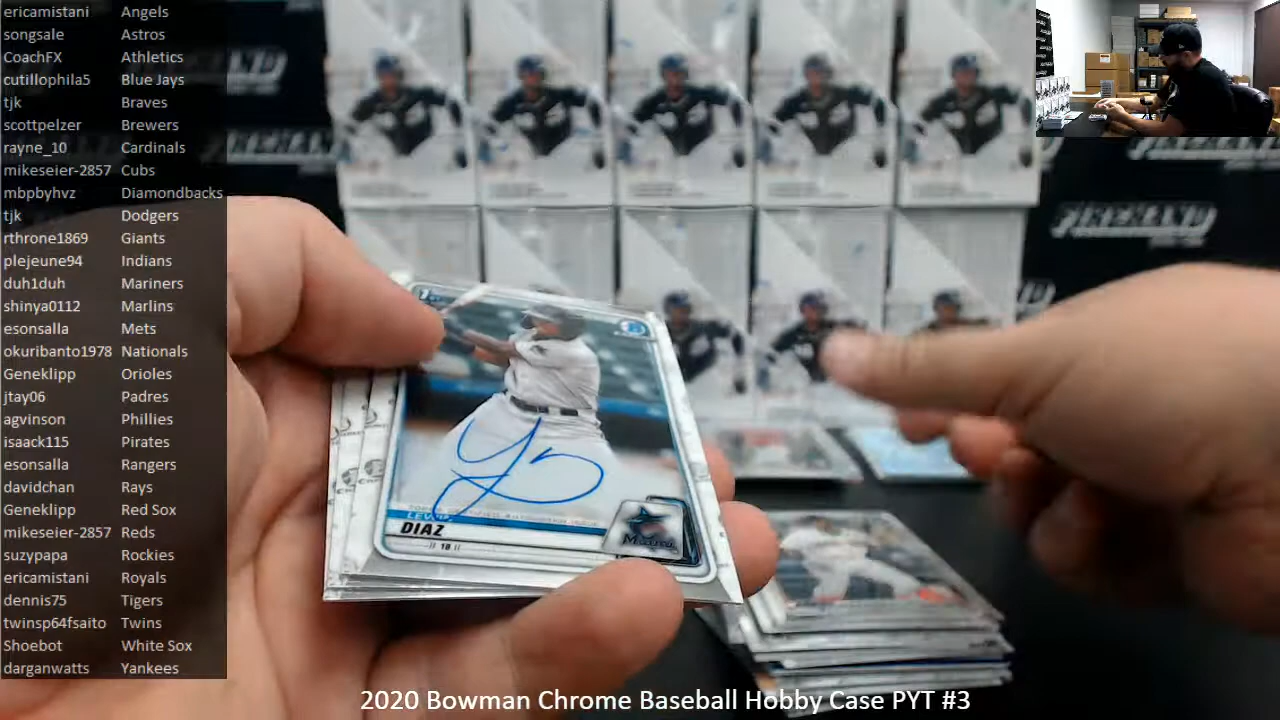 ericamistani Angels
songsale Astros
CoachFX Athletics
cutillophila5 Blue Jays
tjk Braves
scottpelzer Brewers
rayne_10 Cardinals
mikeseier-2857 Cubs
mbpbyhvz Diamondbacks
tjk Dodgers
rthrone1869 Giants
plejeune94 Indians
duh1duh Mariners
shinya0112 Marlins
esonsalla Mets
okuribanto1978 Nationals
Geneklipp Orioles
jtay06 Padres
agvinson Phillies
isaack115 Pirates
esonsalla Rangers
davidchan Rays
Geneklipp Red Sox
mikeseier-2857 Reds
suzypapa Rockies
ericamistani Royals
dennis75 Tigers
twinsp64fsaito Twins
Shoebot White Sox
darganwatts Yankees
DIAZ
1B
Miami
2020 Bowman Chrome Baseball Hobby Case PYT #3